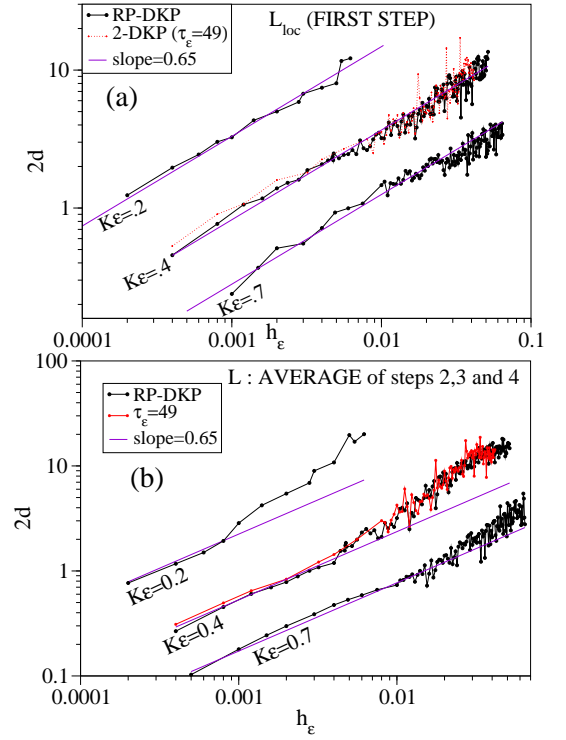 RP-DKP
2-DKP (τε=49)
slope=0.65
L loc (FIRST STEP)
(a)
10
1
2d
Kε=.2
Kε=.4
Kε=.7
0.0001 0.001 0.01 0.1
hε
100
10
1
0.1
2d
RP-DKP
τε=49
slope=0.65
L : AVERAGE of steps 2,3 and 4
(b)
Kε=0.2
Kε=0.4
Kε=0.7
0.0001 0.001 0.01
hε